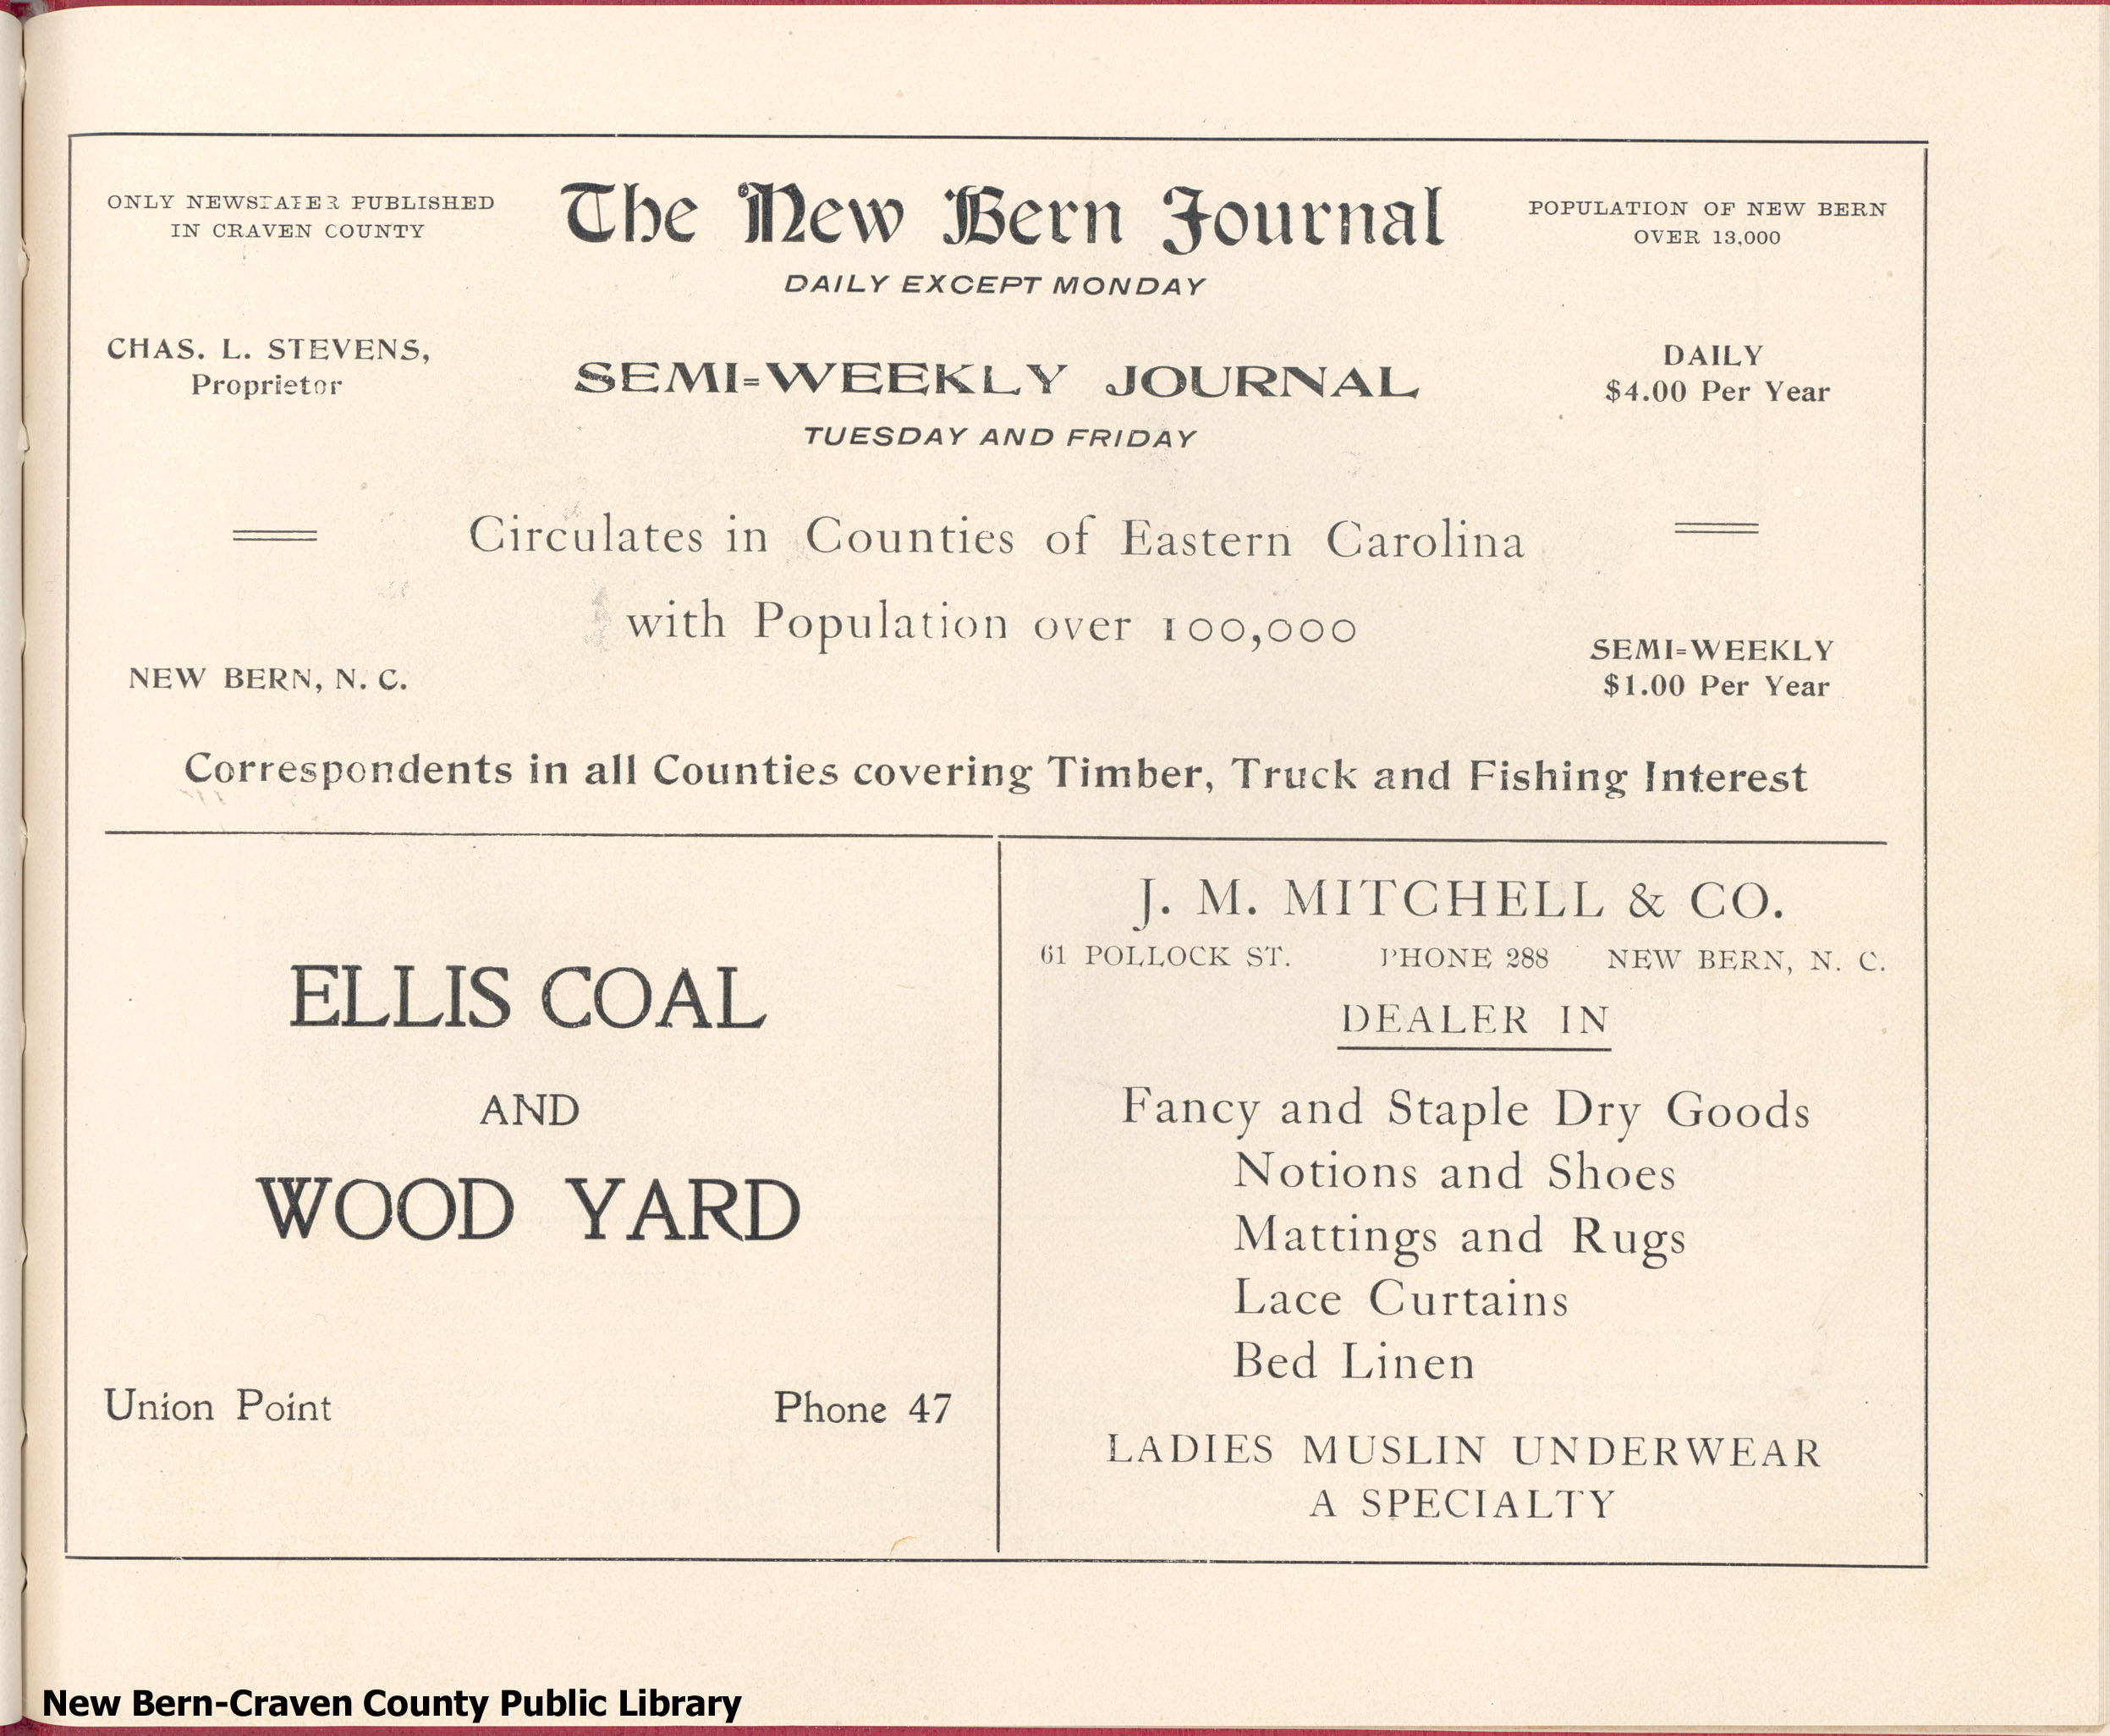 ONLY NEWSPAPER PUBLISHED
IN CRAVEN COUNTY
The New Bern Journal
POPULATION OF NEW BERN
OVER 13,000
DAILY EXCEPT MONDAY
CHAS. L. STEVENS,
Proprietor
SEMI-WEEKLY JOURNAL
DAILY
$4.00 Per Year
TUESDAY AND FRIDAY
Circulates in Counties of Eastern Carolina
with Population over 100,000
NEW BERN, N. C.
SEMI-WEEKLY
$1.00 Per Year
Correspondents in all Counties covering Timber, Truck and Fishing Interest
ELLIS COAL
AND
WOOD YARD
Union Point Phone 47
J. M. MITCHELL & CO.
61 POLLOCK ST. PHONE 288 NEW BERN, N. C.
DEALER IN
Fancy and Staple Dry Goods
Notions and Shoes
Mattings and Rugs
Lace Curtains
Bed Linen
LADIES MUSLIN UNDERWEAR
A SPECIALTY
New Bern-Craven County Public Library